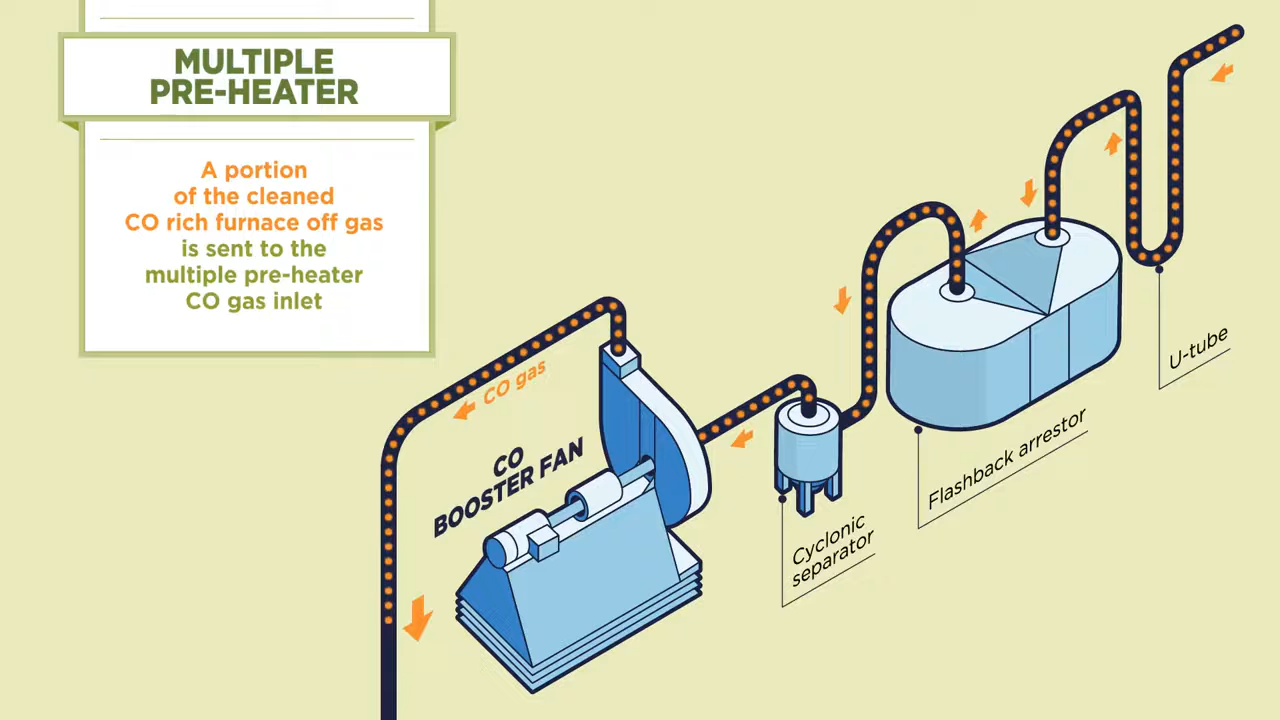 MULTIPLE
PRE-HEATER
A portion
of the cleaned
CO rich furnace off gas
is sent to the
multiple pre-heater
CO gas inlet
CO gas
CO
BOOSTER FAN
Cyclonic
separator
Flashback arrestor
U-tube